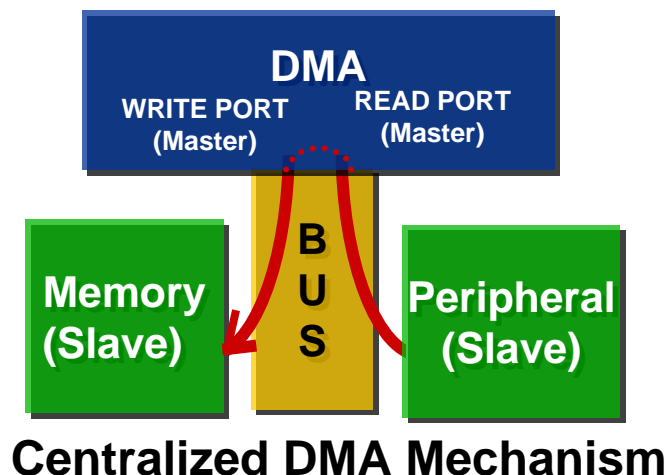 DMA
WRITE PORT
(Master)
READ PORT
(Master)
B
U
S
Memory
(Slave)
Peripheral
(Slave)
Centralized DMA Mechanism